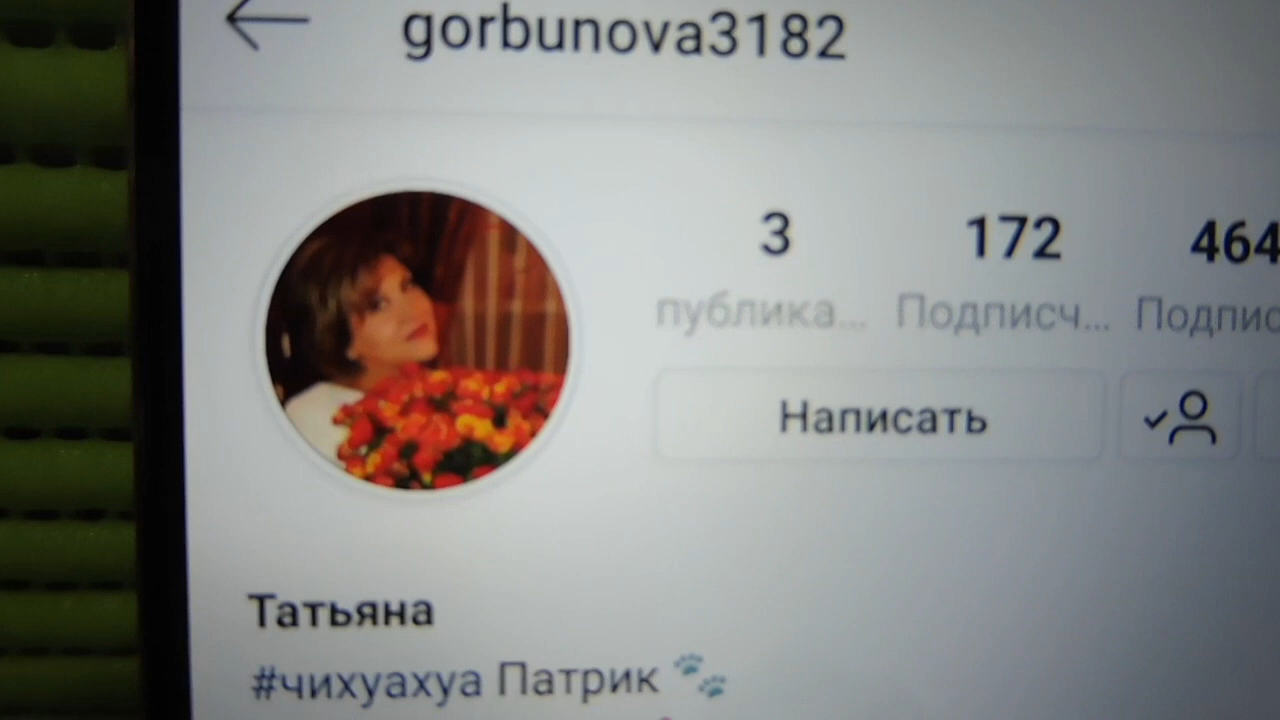 gorbunova3182
3 172 464
публика... Подписч... Подпис
Написать
Татьяна
#чихуахуа Патрик 🐾